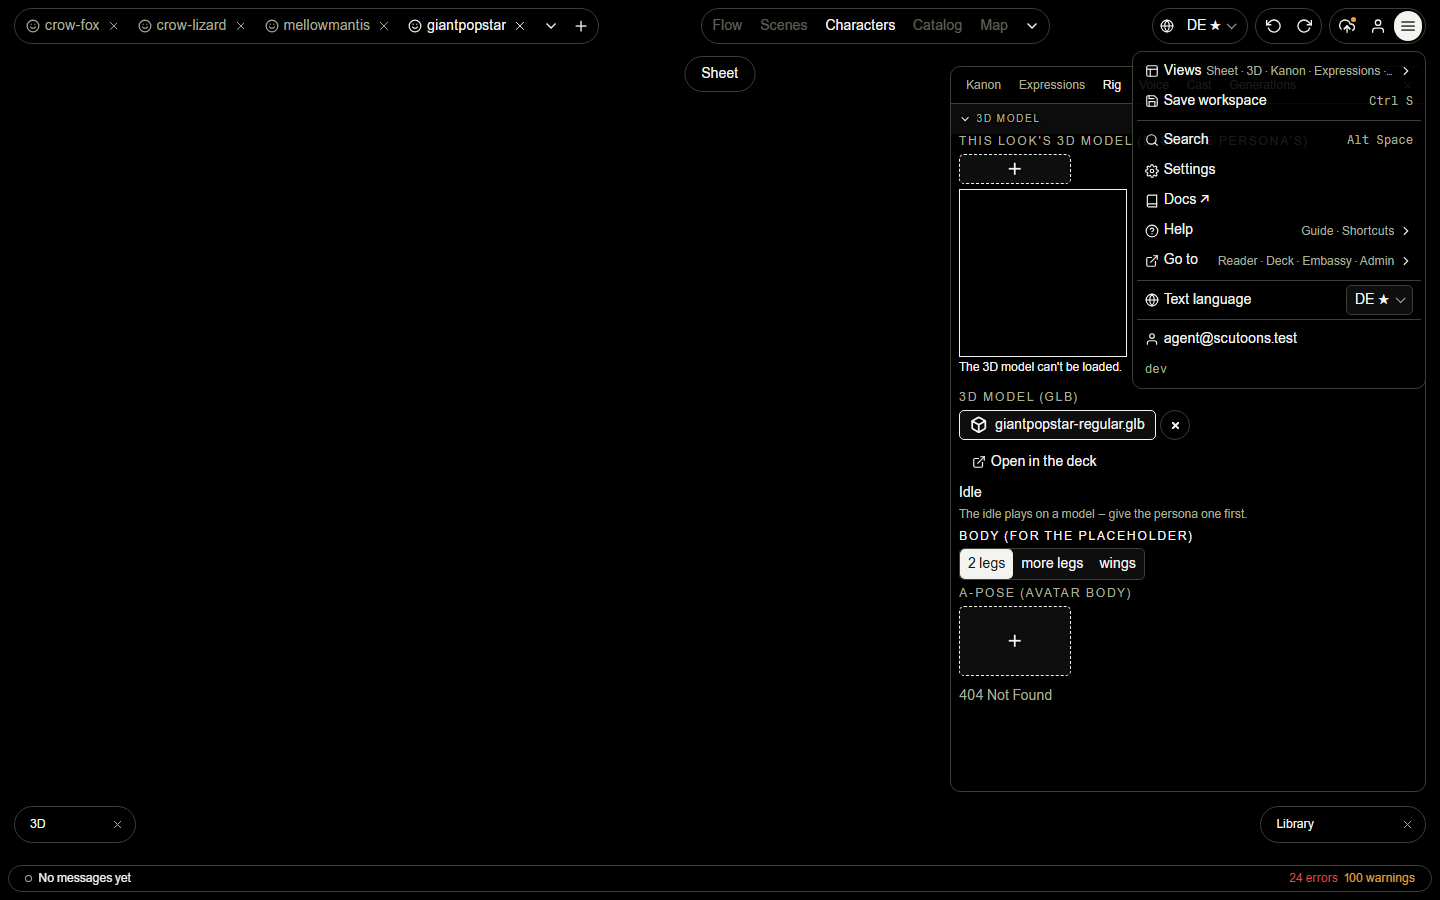 crow-fox
crow-lizard
mellowmantis
giantpopstar
Flow Scenes Characters Catalog Map
DE ★
Sheet
Kanon Expressions Rig Voice Cast Generations
3D MODEL
THIS LOOK'S 3D MODEL PERSONA'S)
The 3D model can't be loaded.
3D MODEL (GLB)
giantpopstar-regular.glb
Open in the deck
Idle
The idle plays on a model – give the persona one first.
BODY (FOR THE PLACEHOLDER)
2 legs more legs wings
A-POSE (AVATAR BODY)
404 Not Found
Views Sheet · 3D · Kanon · Expressions ·…
Save workspace Ctrl S
Search Alt Space
Settings
Docs ↗
Help Guide · Shortcuts
Go to Reader · Deck · Embassy · Admin
Text language DE ★
agent@scutoons.test
dev
3D
Library
No messages yet
24 errors 100 warnings